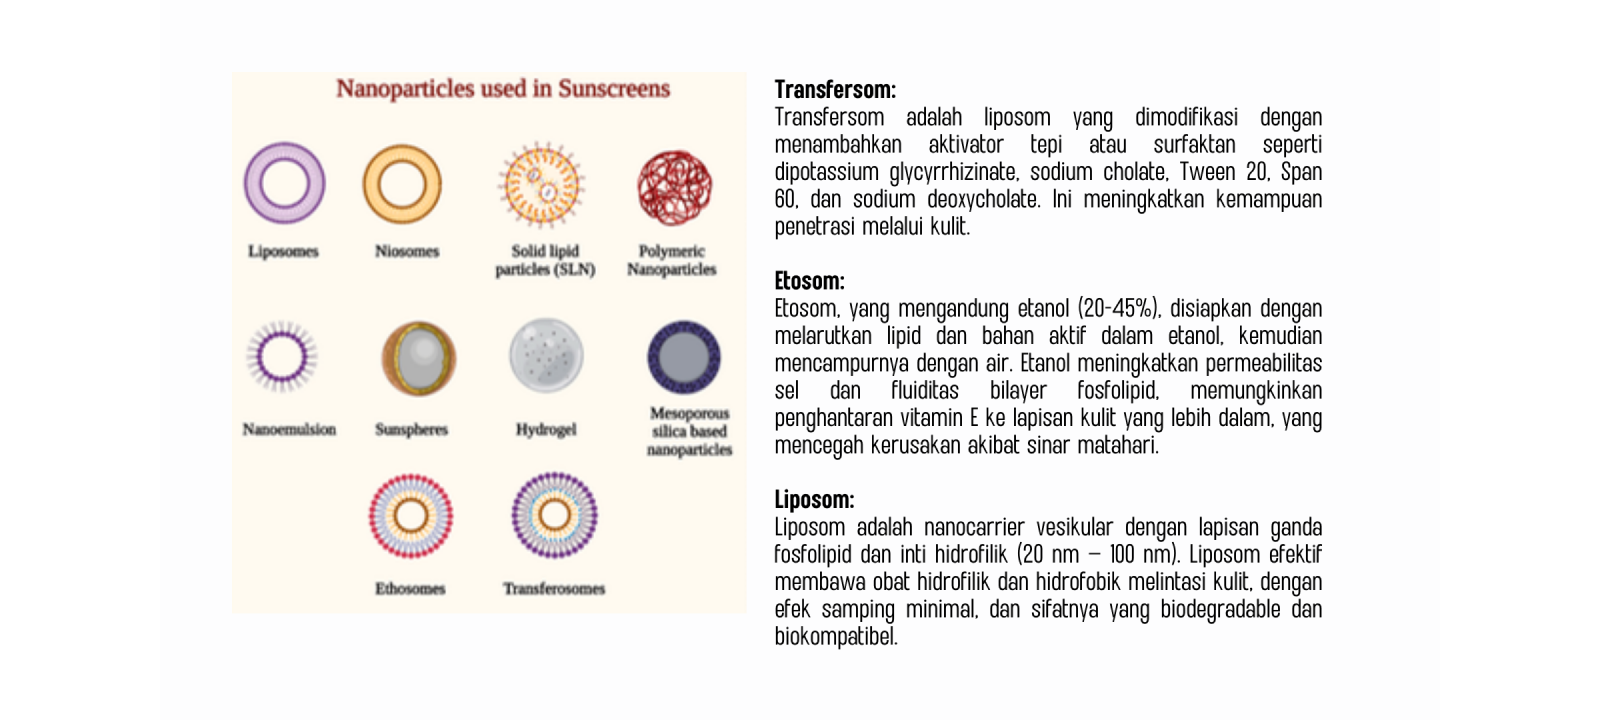 Nanoparticles used in Sunscreens
Liposomes
Niosomes
Solid lipid
particles (SLN)
Polymeric
Nanoparticles
Nanoemulsion
Sunspheres
Hydrogel
Mesoporous
silica based
nanoparticles
Ethosomes
Transferosomes
Transfersom:
Transfersom adalah liposom yang dimodifikasi dengan
menambahkan aktivator tepi atau surfaktan seperti
dipotassium glycyrrhizinate, sodium cholate, Tween 20, Span
60, dan sodium deoxycholate. Ini meningkatkan kemampuan
penetrasi melalui kulit.
Etosom:
Etosom, yang mengandung etanol (20-45%), disiapkan dengan
melarutkan lipid dan bahan aktif dalam etanol, kemudian
mencampurnya dengan air. Etanol meningkatkan permeabilitas
sel dan fluiditas bilayer fosfolipid, memungkinkan
penghantaran vitamin E ke lapisan kulit yang lebih dalam, yang
mencegah kerusakan akibat sinar matahari.
Liposom:
Liposom adalah nanocarrier vesikular dengan lapisan ganda
fosfolipid dan inti hidrofilik (20 nm – 100 nm). Liposom efektif
membawa obat hidrofilik dan hidrofobik melintasi kulit, dengan
efek samping minimal, dan sifatnya yang biodegradable dan
biokompatibel.